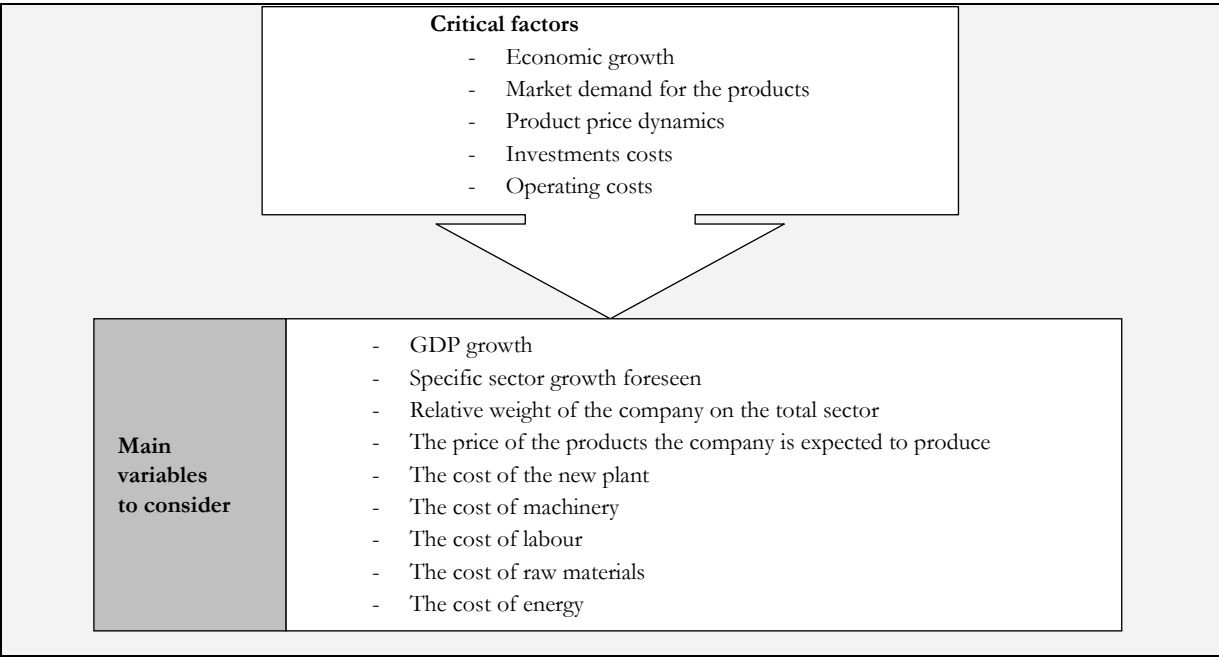 Critical factors
- Economic growth
- Market demand for the products
- Product price dynamics
- Investments costs
- Operating costs
Main
variables
to consider
- GDP growth
- Specific sector growth foreseen
- Relative weight of the company on the total sector
- The price of the products the company is expected to produce
- The cost of the new plant
- The cost of machinery
- The cost of labour
- The cost of raw materials
- The cost of energy